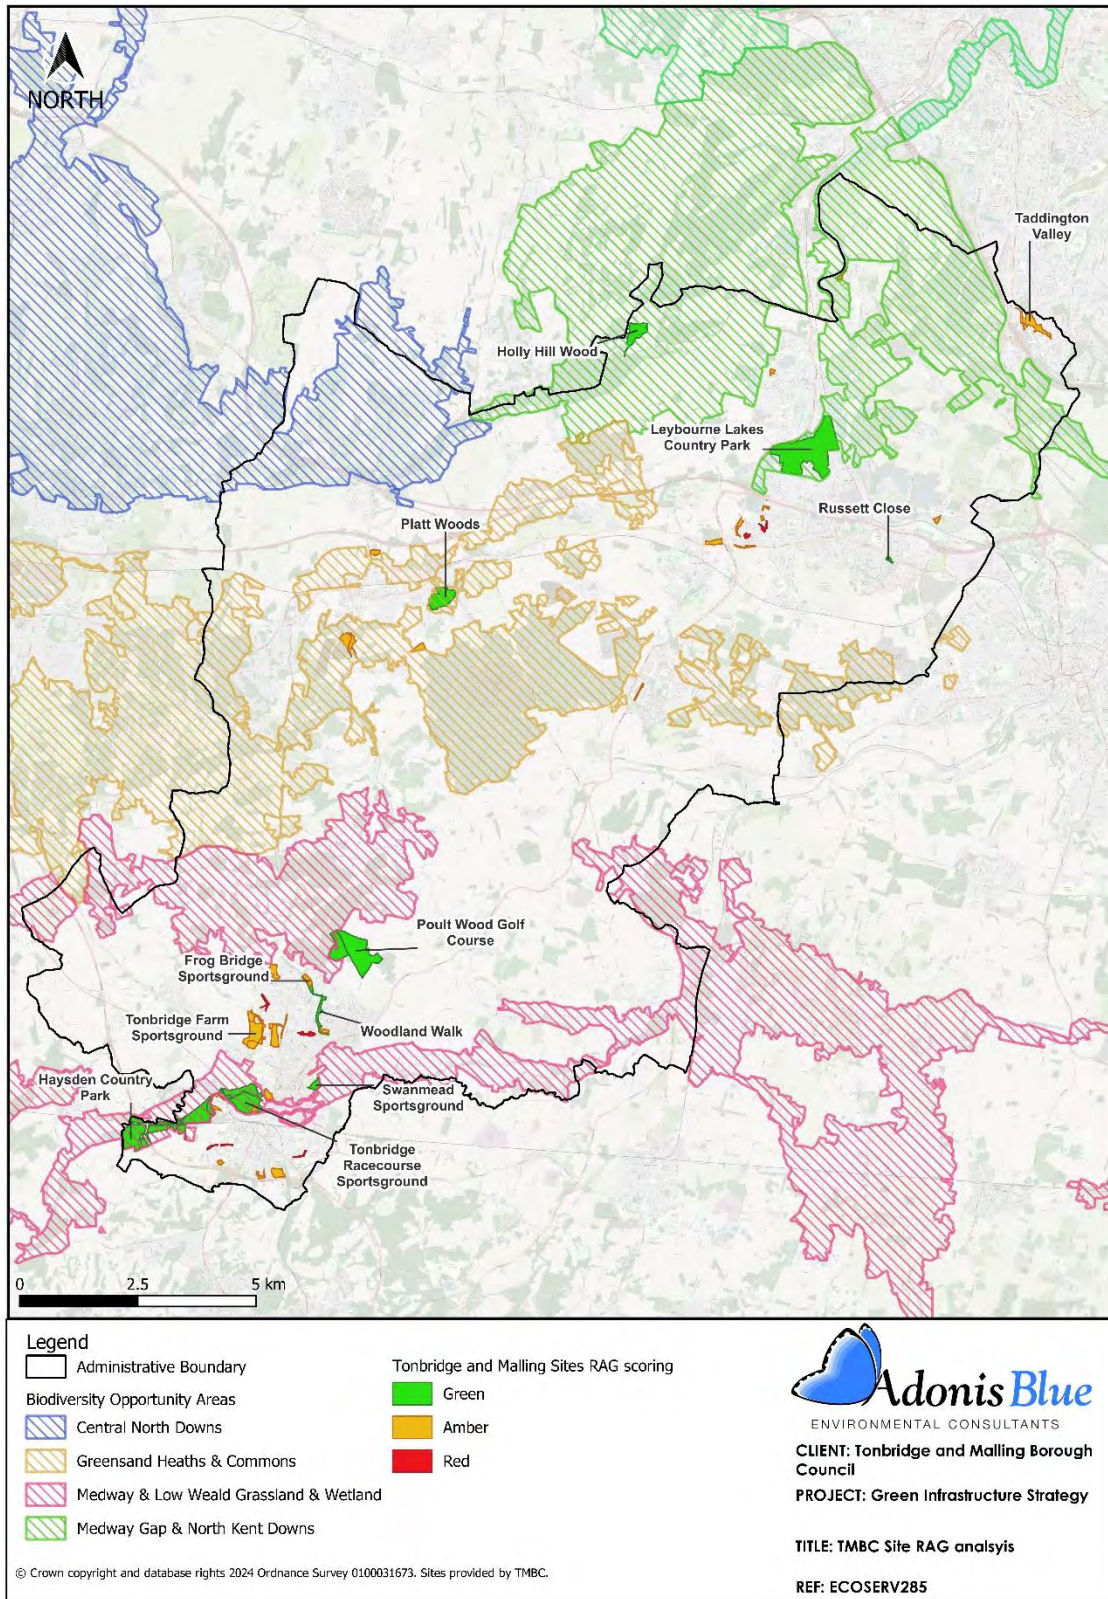 NORTH
Taddington
Valley
Holly Hill Wood
Leybourne Lakes
Country Park
Russett Close
Platt Woods
Poult Wood Golf
Course
Frog Bridge
Sportsground
Tonbridge Farm
Sportsground
Woodland Walk
Haysden Country
Park
Swanmead
Sportsground
Tonbridge
Racecourse
Sportsground
0 2.5 5 km
Legend
Administrative Boundary
Biodiversity Opportunity Areas
Central North Downs
Greensand Heaths & Commons
Medway & Low Weald Grassland & Wetland
Medway Gap & North Kent Downs
Tonbridge and Malling Sites RAG scoring
Green
Amber
Red
© Crown copyright and database rights 2024 Ordnance Survey 0100031673. Sites provided by TMBC.
Adonis Blue
ENVIRONMENTAL CONSULTANTS
CLIENT: Tonbridge and Malling Borough
Council
PROJECT: Green Infrastructure Strategy
TITLE: TMBC Site RAG analsyis
REF: ECOSERV285